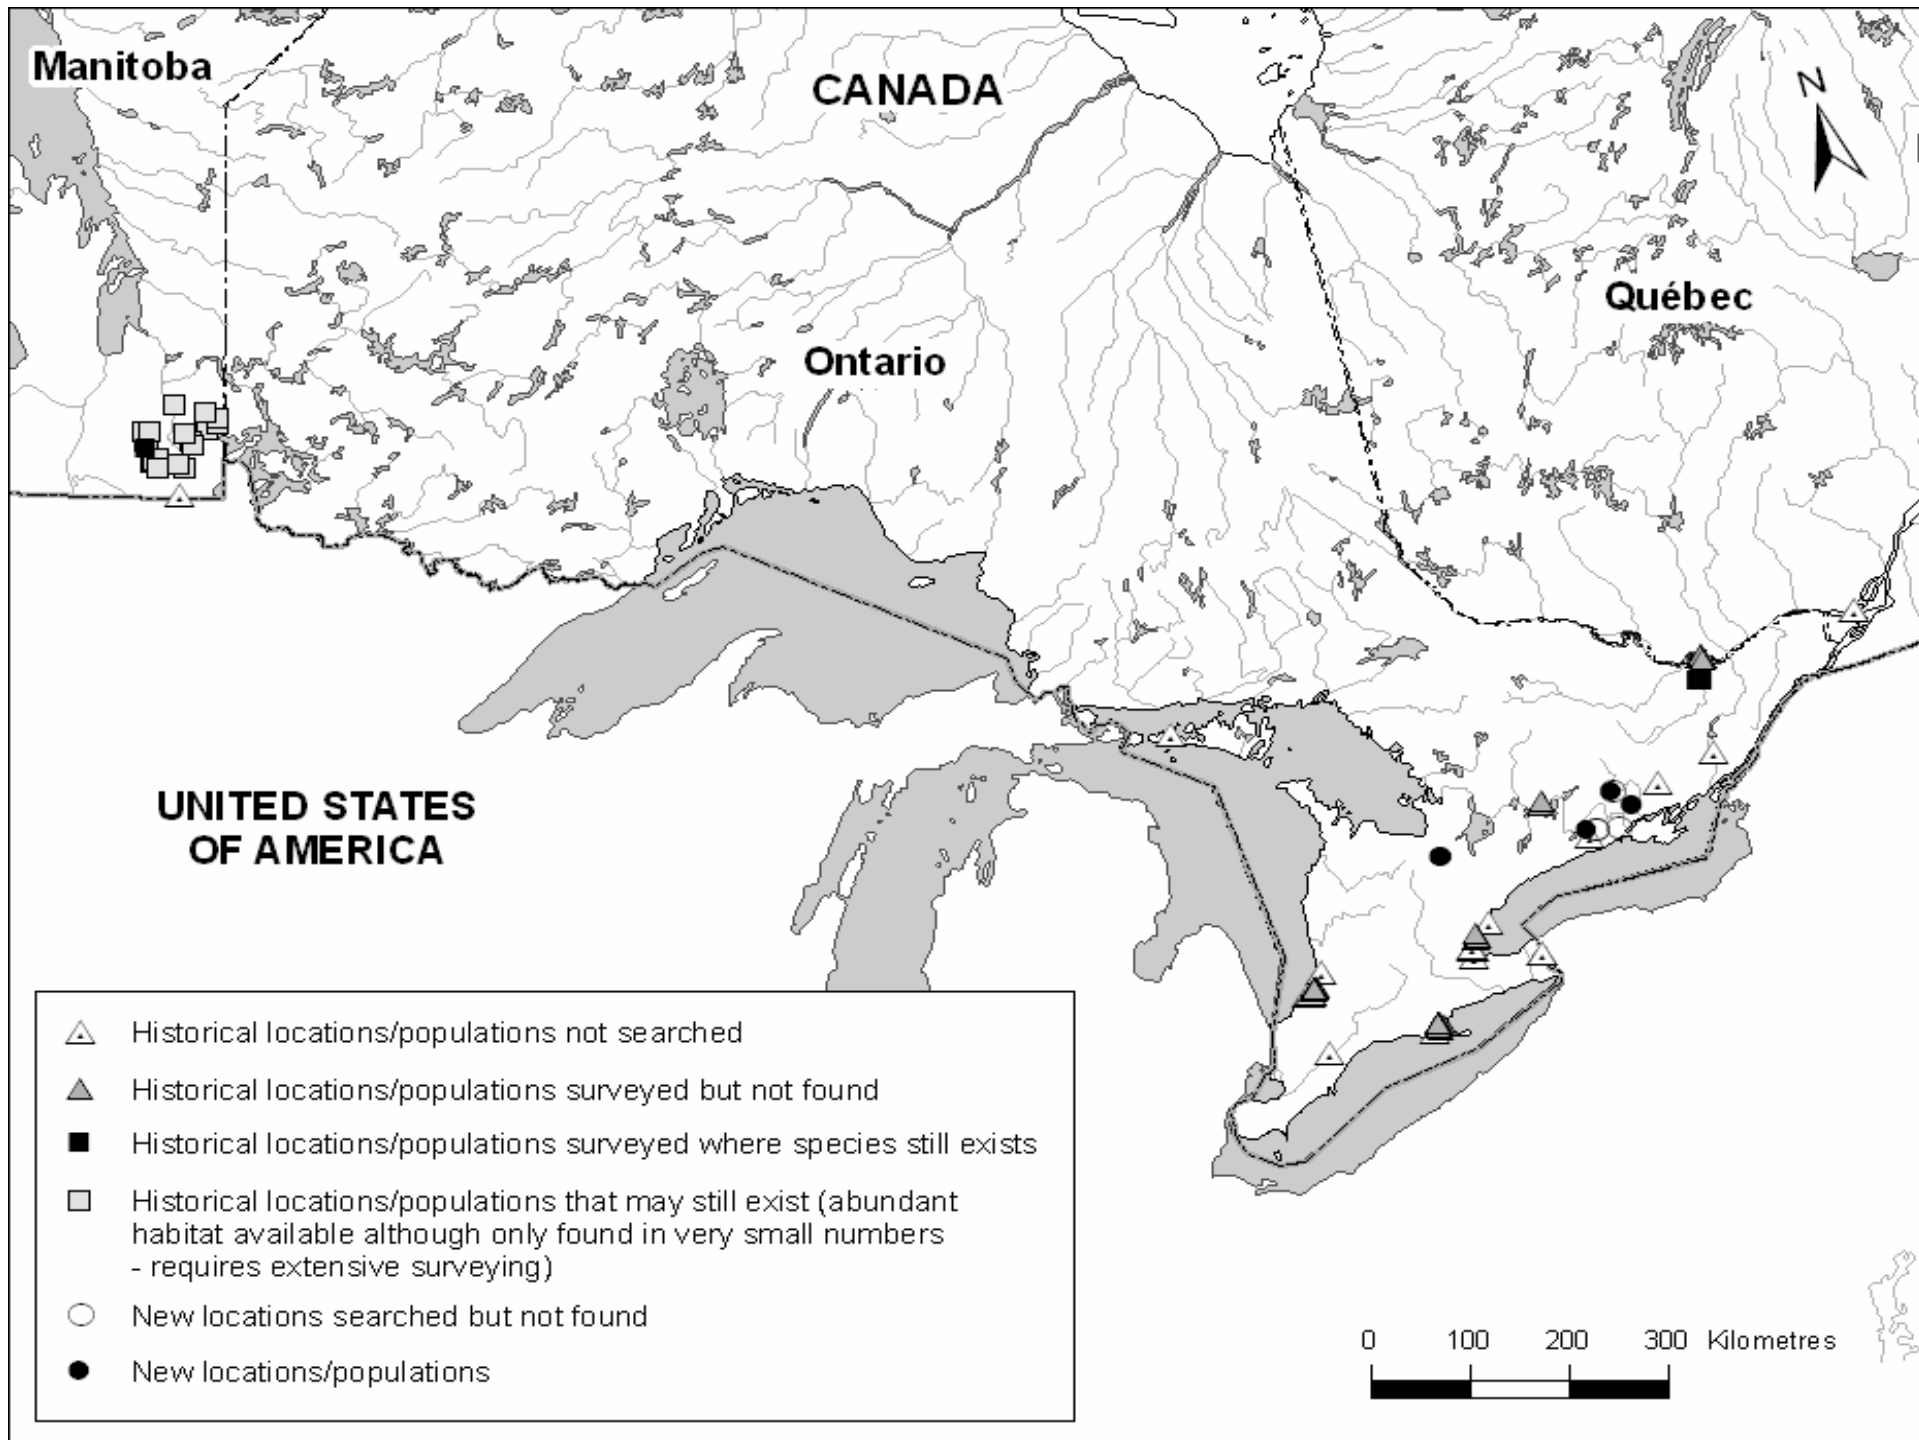 Manitoba
CANADA
N
Québec
Ontario
UNITED STATES
OF AMERICA
Historical locations/populations not searched
Historical locations/populations surveyed but not found
Historical locations/populations surveyed where species still exists
Historical locations/populations that may still exist (abundant
habitat available although only found in very small numbers
- requires extensive surveying)
New locations searched but not found
New locations/populations
0 100 200 300 Kilometres